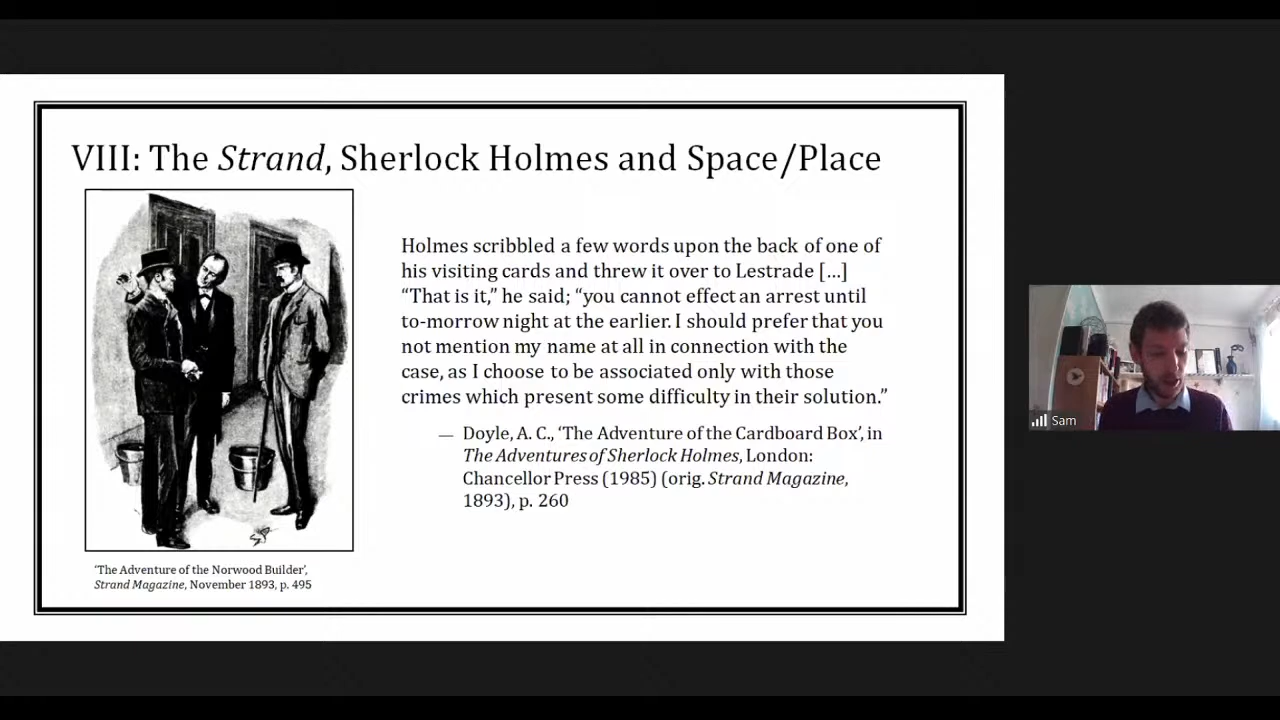 VIII: The Strand, Sherlock Holmes and Space/Place
Holmes scribbled a few words upon the back of one of
his visiting cards and threw it over to Lestrade [...]
“That is it,” he said; “you cannot effect an arrest until
to-morrow night at the earlier. I should prefer that you
not mention my name at all in connection with the
case, as I choose to be associated only with those
crimes which present some difficulty in their solution.”
— Doyle, A. C., ‘The Adventure of the Cardboard Box’, in
The Adventures of Sherlock Holmes, London:
Chancellor Press (1985) (orig. Strand Magazine,
1893), p. 260
‘The Adventure of the Norwood Builder’,
Strand Magazine, November 1893, p. 495
Sam